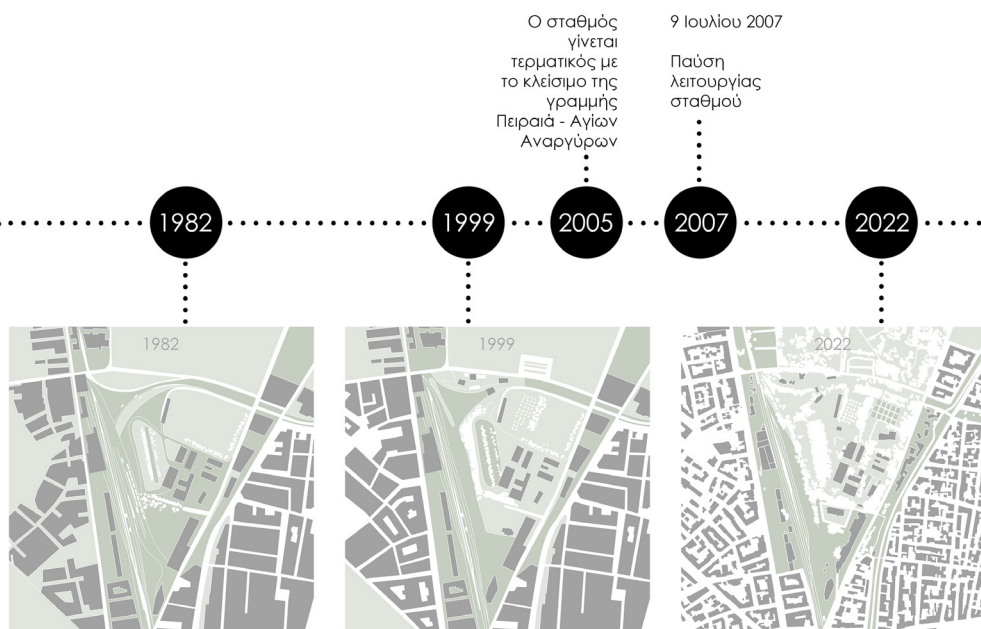 Ο σταθμός
γίνεται
τερματικός με
το κλείσιμο της
γραμμής
Πειραιά - Αγίων
Αναργύρων
9 Ιουλίου 2007
Παύση
λειτουργίας
σταθμού
1982
1999
2005
2007
2022
1982
1999
2022